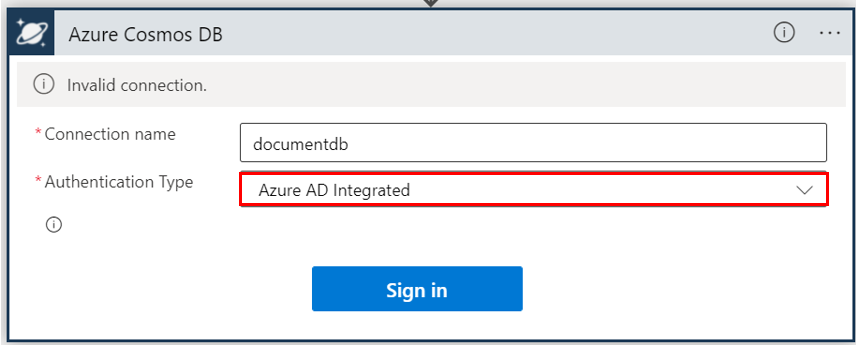 Azure Cosmos DB
Invalid connection.
*Connection name
documentdb
*Authentication Type
Azure AD Integrated
Sign in